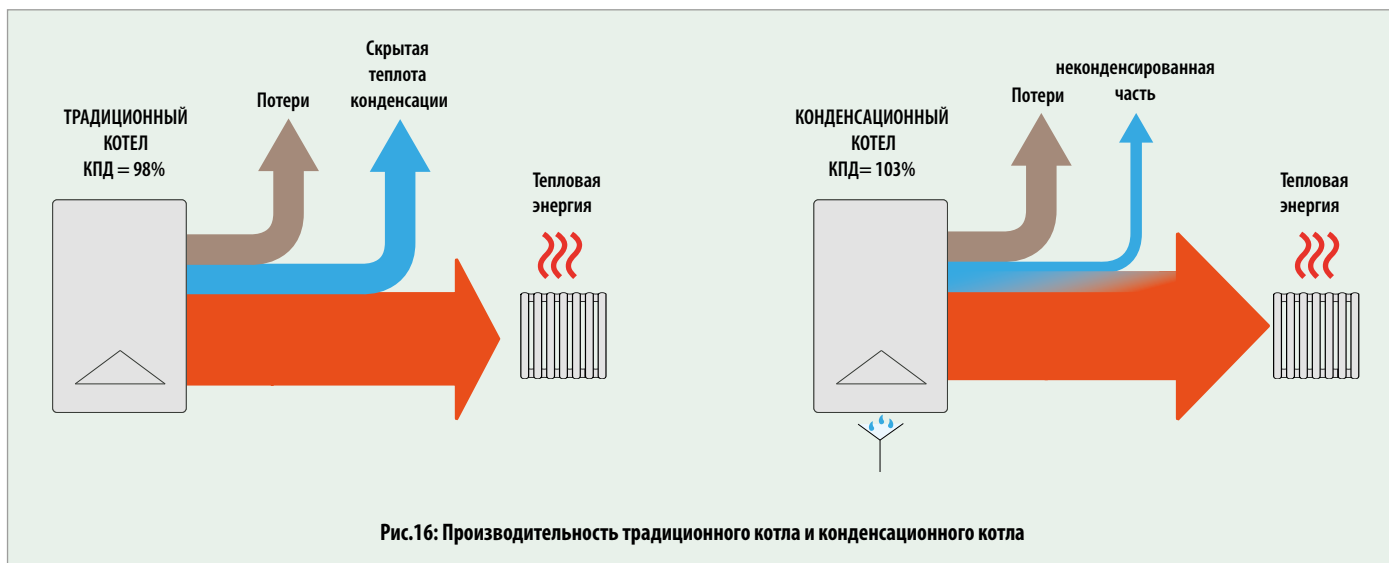 ТРАДИЦИОННЫЙ
КОТЕЛ
КПД = 98%
Потери
Скрытая
теплота
конденсации
Тепловая
энергия
КОНДЕНСАЦИОННЫЙ
КОТЕЛ
КПД= 103%
Потери
неконденсированная
часть
Тепловая
энергия
Рис.16: Производительность традиционного котла и конденсационного котла